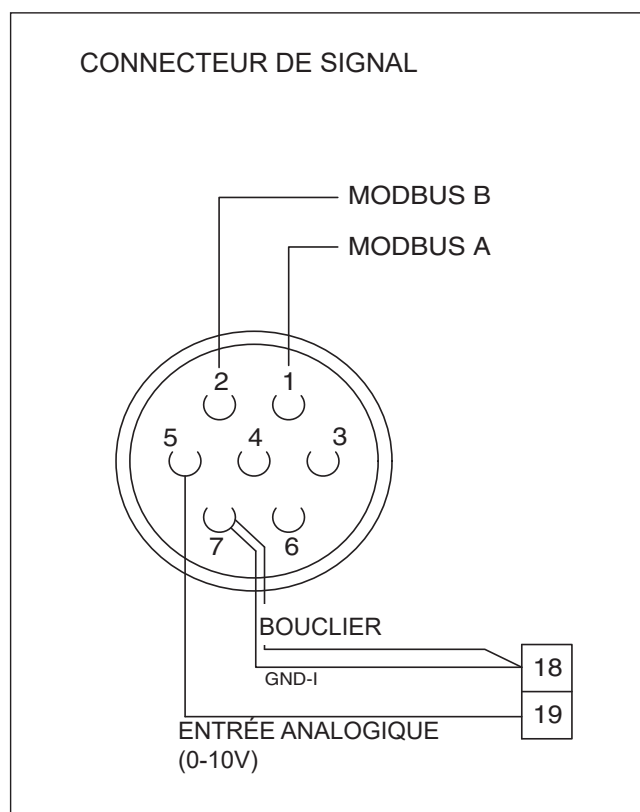 CONNECTEUR DE SIGNAL
MODBUS B
MODBUS A
2 1
5 4 3
7 6
BOUCLIER
18
GND-I
19
ENTRÉE ANALOGIQUE
(0-10V)